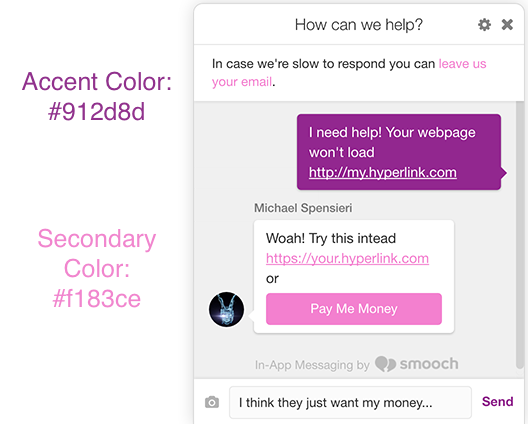 Accent Color:
#912d8d
Secondary
Color:
#f183ce
How can we help?
In case we're slow to respond you can leave us
your email.
I need help! Your webpage
won't load
http://my.hyperlink.com
Michael Spensieri
Woah! Try this intead
https://your.hyperlink.com
or
Pay Me Money
In-App Messaging by smooch
I think they just want my money...
Send